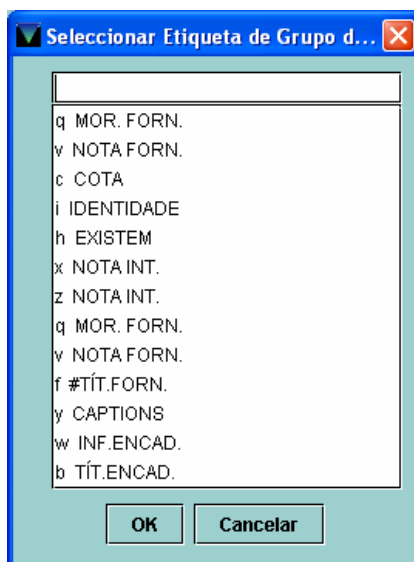 Seleccionar Etiqueta de Grupo d...
q MOR. FORN.
v NOTA FORN.
c COTA
i IDENTIDADE
h EXISTEM
x NOTA INT.
z NOTA INT.
q MOR. FORN.
v NOTA FORN.
f #TÍT.FORN.
y CAPTIONS
w INF.ENCAD.
b TÍT.ENCAD.
OK Cancelar